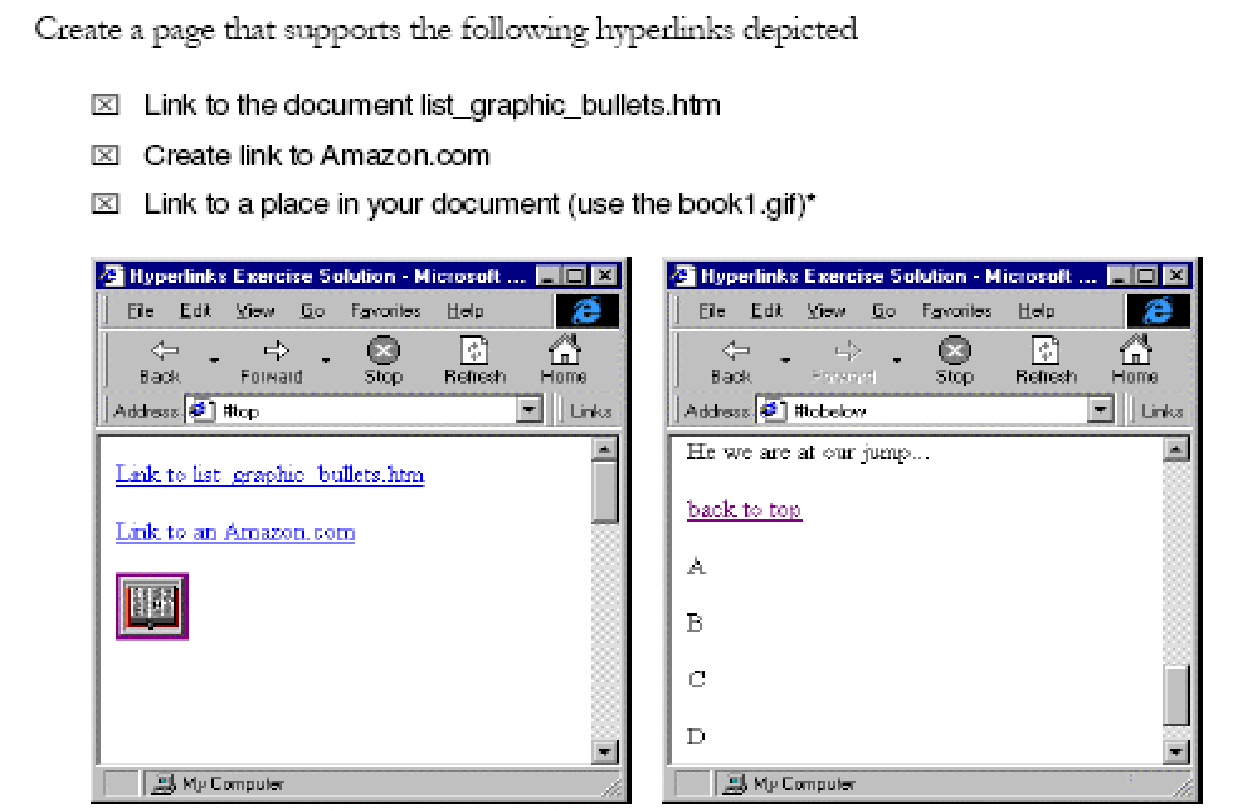 Create a page that supports the following hyperlinks depicted
Link to the document list_graphic_bullets.htm
Create link to Amazon.com
Link to a place in your document (use the book1.gif)*
Hyperlinks Exercise Solution - Microsoft ...
File Edit View Go Favorites Help
Back Forward Stop Refresh Home
Address #top Links
Link to list_graphic_bullets.htm
Link to an Amazon.com
My Computer
Hyperlinks Exercise Solution - Microsoft ...
File Edit View Go Favorites Help
Back Forward Stop Refresh Home
Address #tobelow Links
He we are at our jump...
back to top
A
B
C
D
My Computer